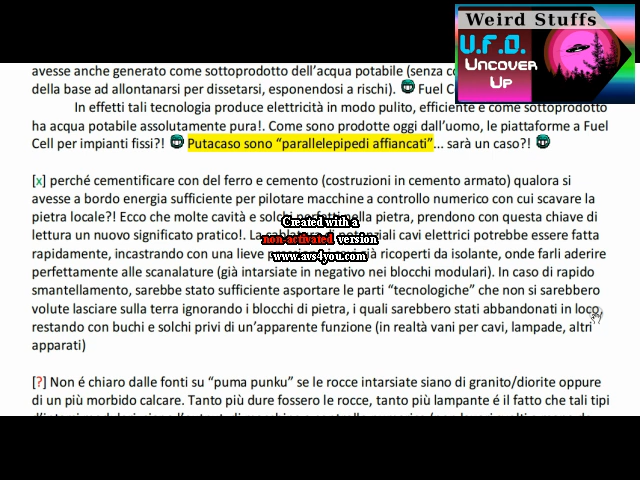 Weird Stuffs
U.F.O.
Uncover
Up
avesse anche generato come sottoprodotto dell'acqua potabile (senza
della base ad allontanarsi per dissetarsi, esponendosi a rischi). Fuel
In effetti tali tecnologia produce elettricità in modo pulito, efficiente e come sottoprodotto
ha acqua potabile assolutamente pura!. Come sono prodotte oggi dall'uomo, le piattaforme a Fuel
Cell per impianti fissi?! Putacaso sono "parallelepipedi affiancati"... sarà un caso?!
[x] perché cementificare con del ferro e cemento (costruzioni in cemento armato) qualora si
avesse a bordo energia sufficiente per pilotare macchine a controllo numerico con cui scavare la
pietra locale?! Ecco che molte cavità e solchi perfetti nella pietra, prendono con questa chiave di
lettura un nuovo significato pratico!. La di potenziali cavi elettrici potrebbe essere fatta
rapidamente, incastrando con una lieve già ricoperti da isolante, onde farli aderire
perfettamente alle scanalature (già intarsiate in negativo nei blocchi modulari). In caso di rapido
smantellamento, sarebbe stato sufficiente asportare le parti "tecnologiche" che non si sarebbero
volute lasciare sulla terra ignorando i blocchi di pietra, i quali sarebbero stati abbandonati in loco,
restando con buchi e solchi privi di un'apparente funzione (in realtà vani per cavi, lampade, altri
apparati)
[?] Non é chiaro dalle fonti su "puma punku" se le rocce intarsiate siano di granito/diorite oppure
di un più morbido calcare. Tanto più dure fossero le rocce, tanto più lampante é il fatto che tali tipi
Created with a
non-activated version
www.avs4you.com